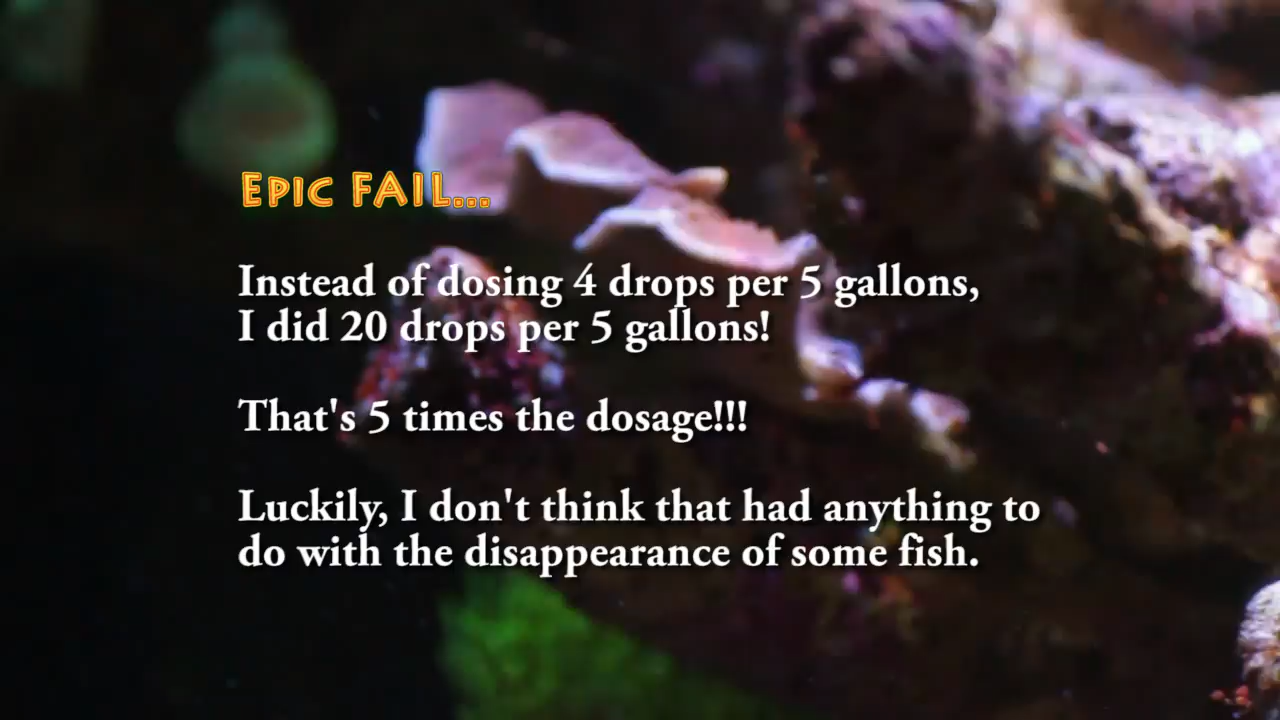 Epic FAIL...
Instead of dosing 4 drops per 5 gallons,
I did 20 drops per 5 gallons!
That's 5 times the dosage!!!
Luckily, I don't think that had anything to
do with the disappearance of some fish.